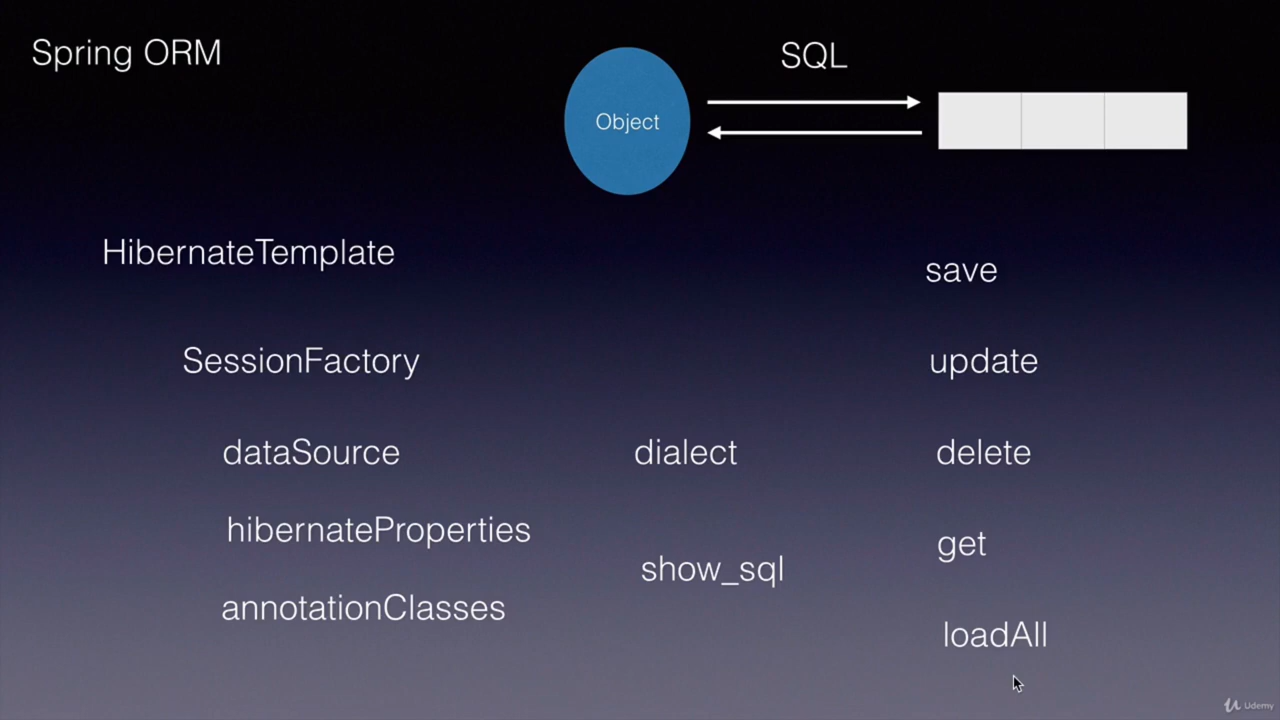 Spring ORM
SQL
Object
HibernateTemplate
save
SessionFactory
update
dataSource
dialect
delete
hibernateProperties
get
show_sql
annotationClasses
loadAll
Udemy